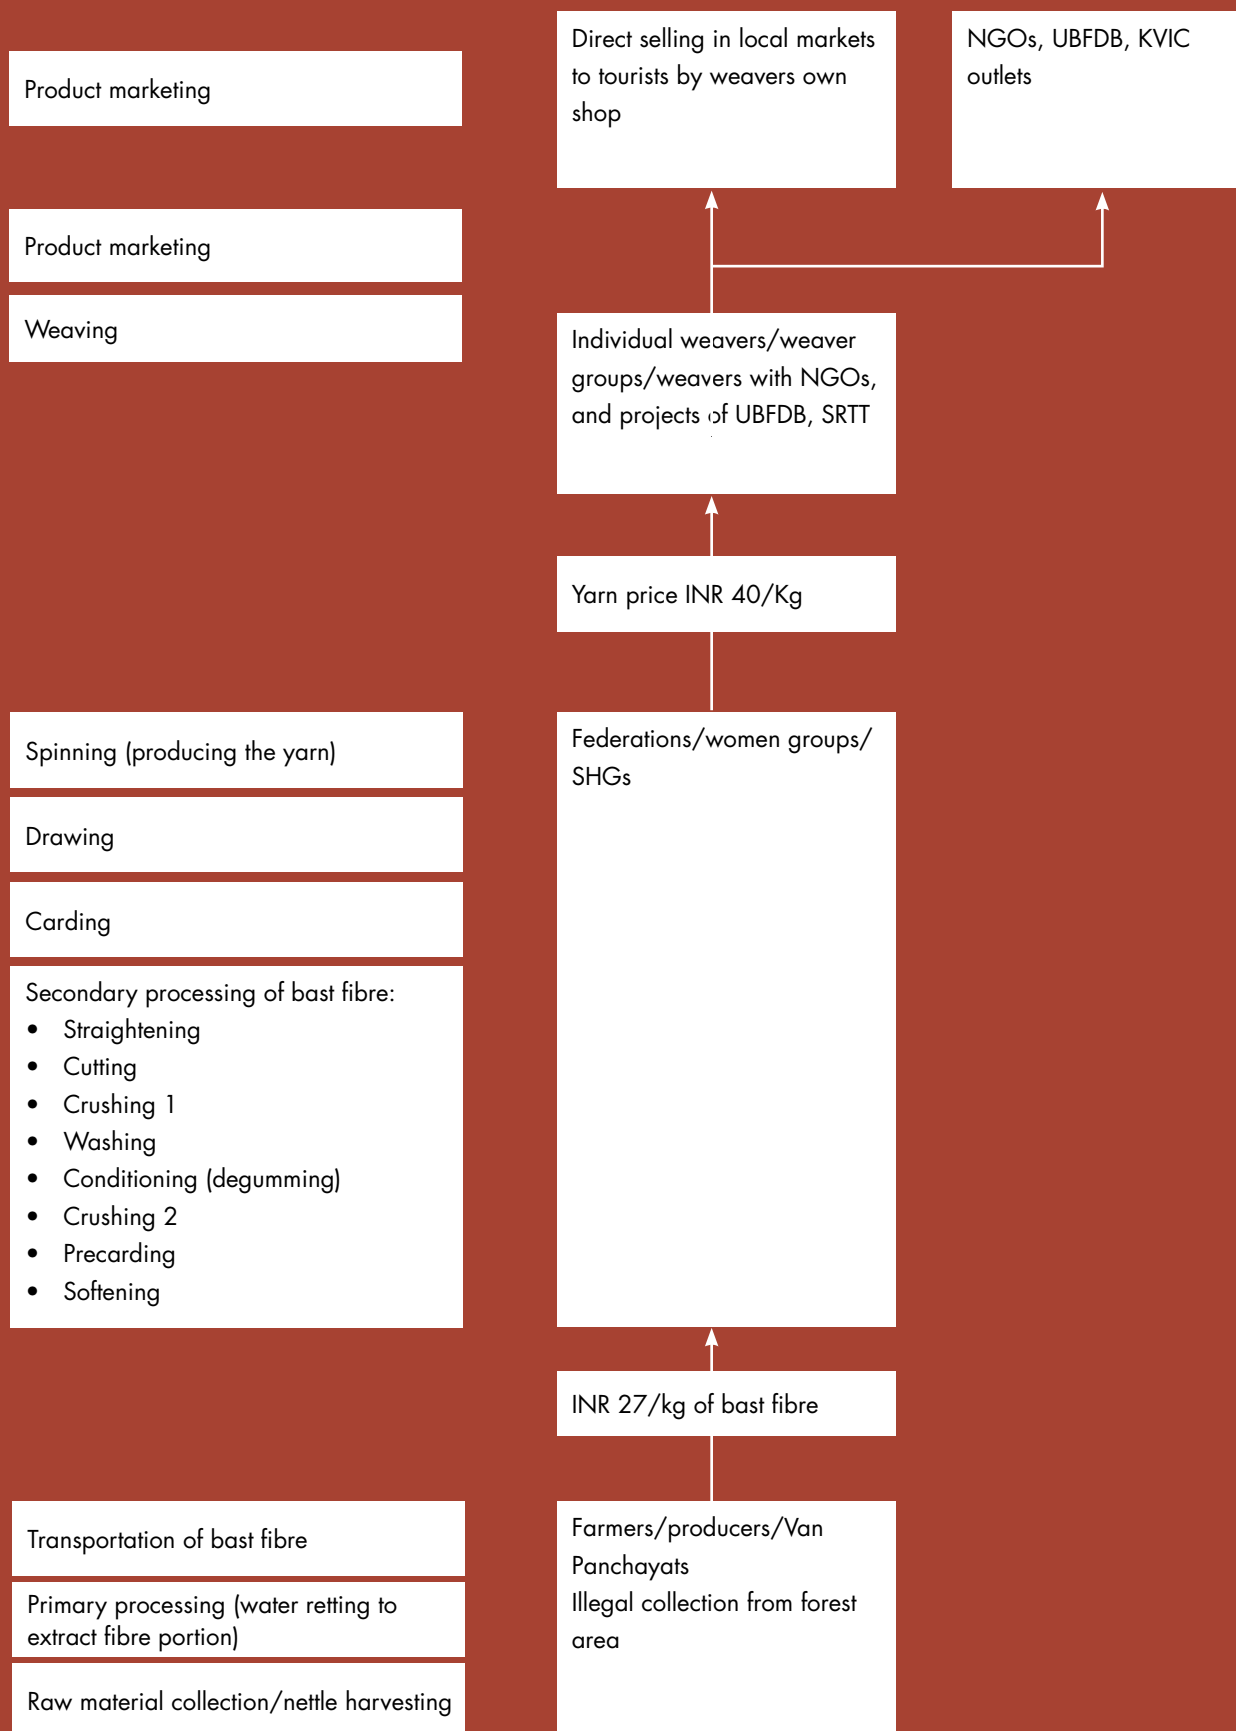 Product marketing
Direct selling in local markets
to tourists by weavers own
shop
NGOs, UBFDB, KVIC
outlets
Product marketing
Weaving
Individual weavers/weaver
groups/weavers with NGOs,
and projects of UBFDB, SRTT
Yarn price INR 40/Kg
Spinning (producing the yarn)
Drawing
Carding
Secondary processing of bast fibre:
• Straightening
• Cutting
• Crushing 1
• Washing
• Conditioning (degumming)
• Crushing 2
• Precarding
• Softening
Federations/women groups/
SHGs
INR 27/kg of bast fibre
Transportation of bast fibre
Primary processing (water retting to
extract fibre portion)
Raw material collection/nettle harvesting
Farmers/producers/Van
Panchayats
Illegal collection from forest
area